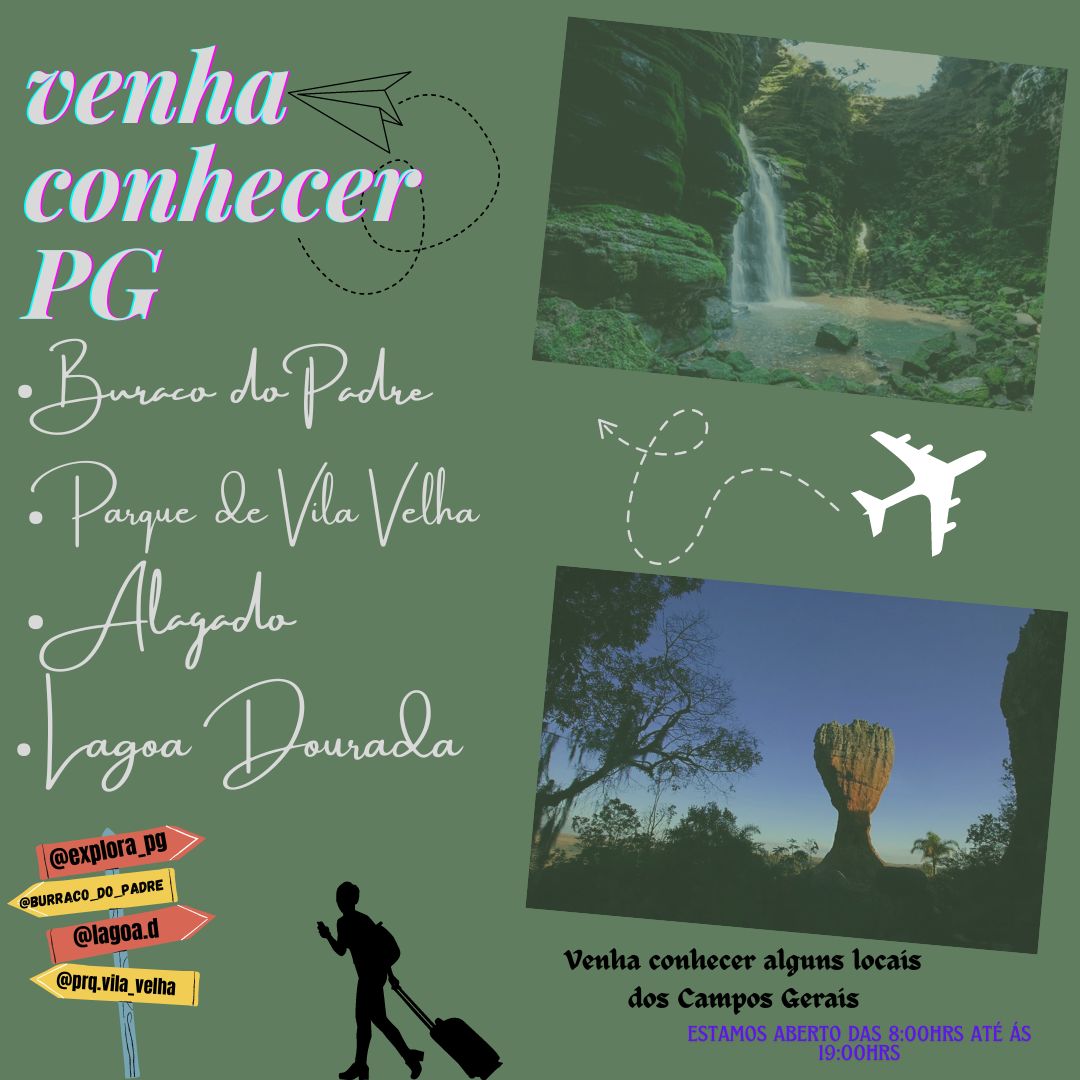 venha
conhecer
PG
• Buraco do Padre
• Parque de Vila Velha
• Alagado
• Lagoa Dourada
@explora_pg
@BURRACO_DO_PADRE
@lagoa.d
@prq.vila_velha
Venha conhecer alguns locais
dos Campos Gerais
ESTAMOS ABERTO DAS 8:00HRS ATÉ ÁS
19:00HRS